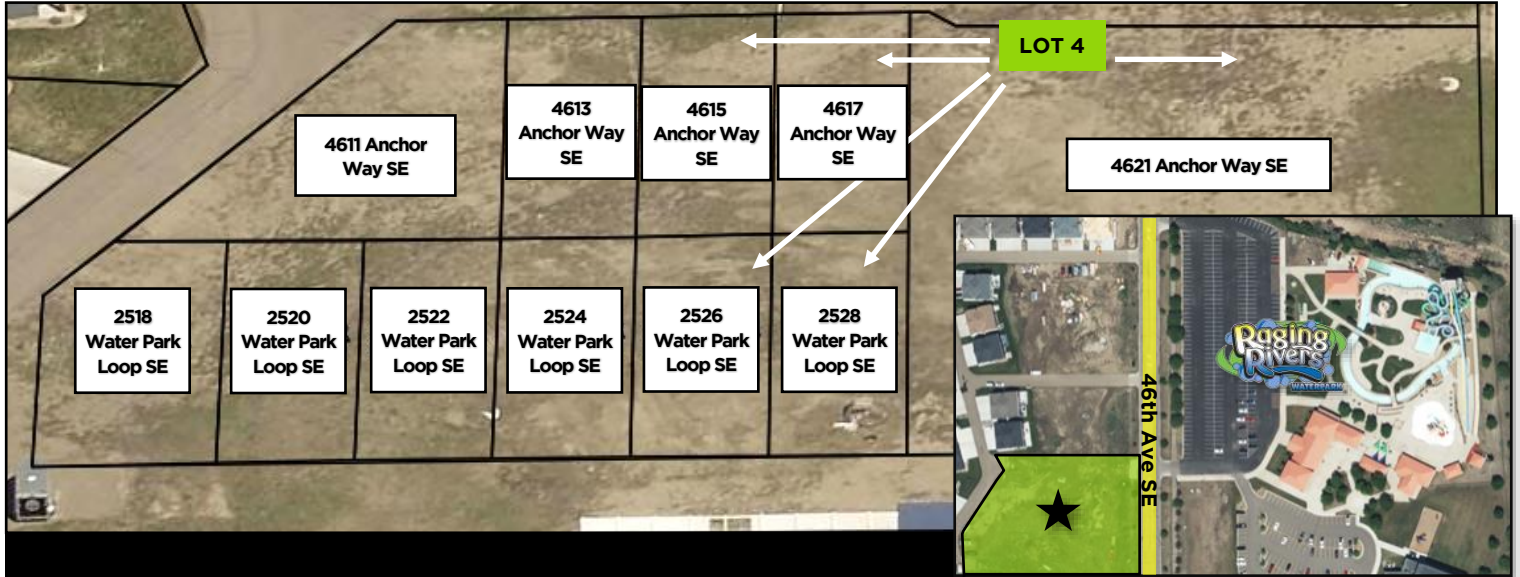 LOT 4
4611 Anchor
Way SE
4613
Anchor Way
SE
4615
Anchor Way
SE
4617
Anchor Way
SE
4621 Anchor Way SE
2518
Water Park
Loop SE
2520
Water Park
Loop SE
2522
Water Park
Loop SE
2524
Water Park
Loop SE
2526
Water Park
Loop SE
2528
Water Park
Loop SE
Raging
Rivers
WATERPARK
46th Ave SE